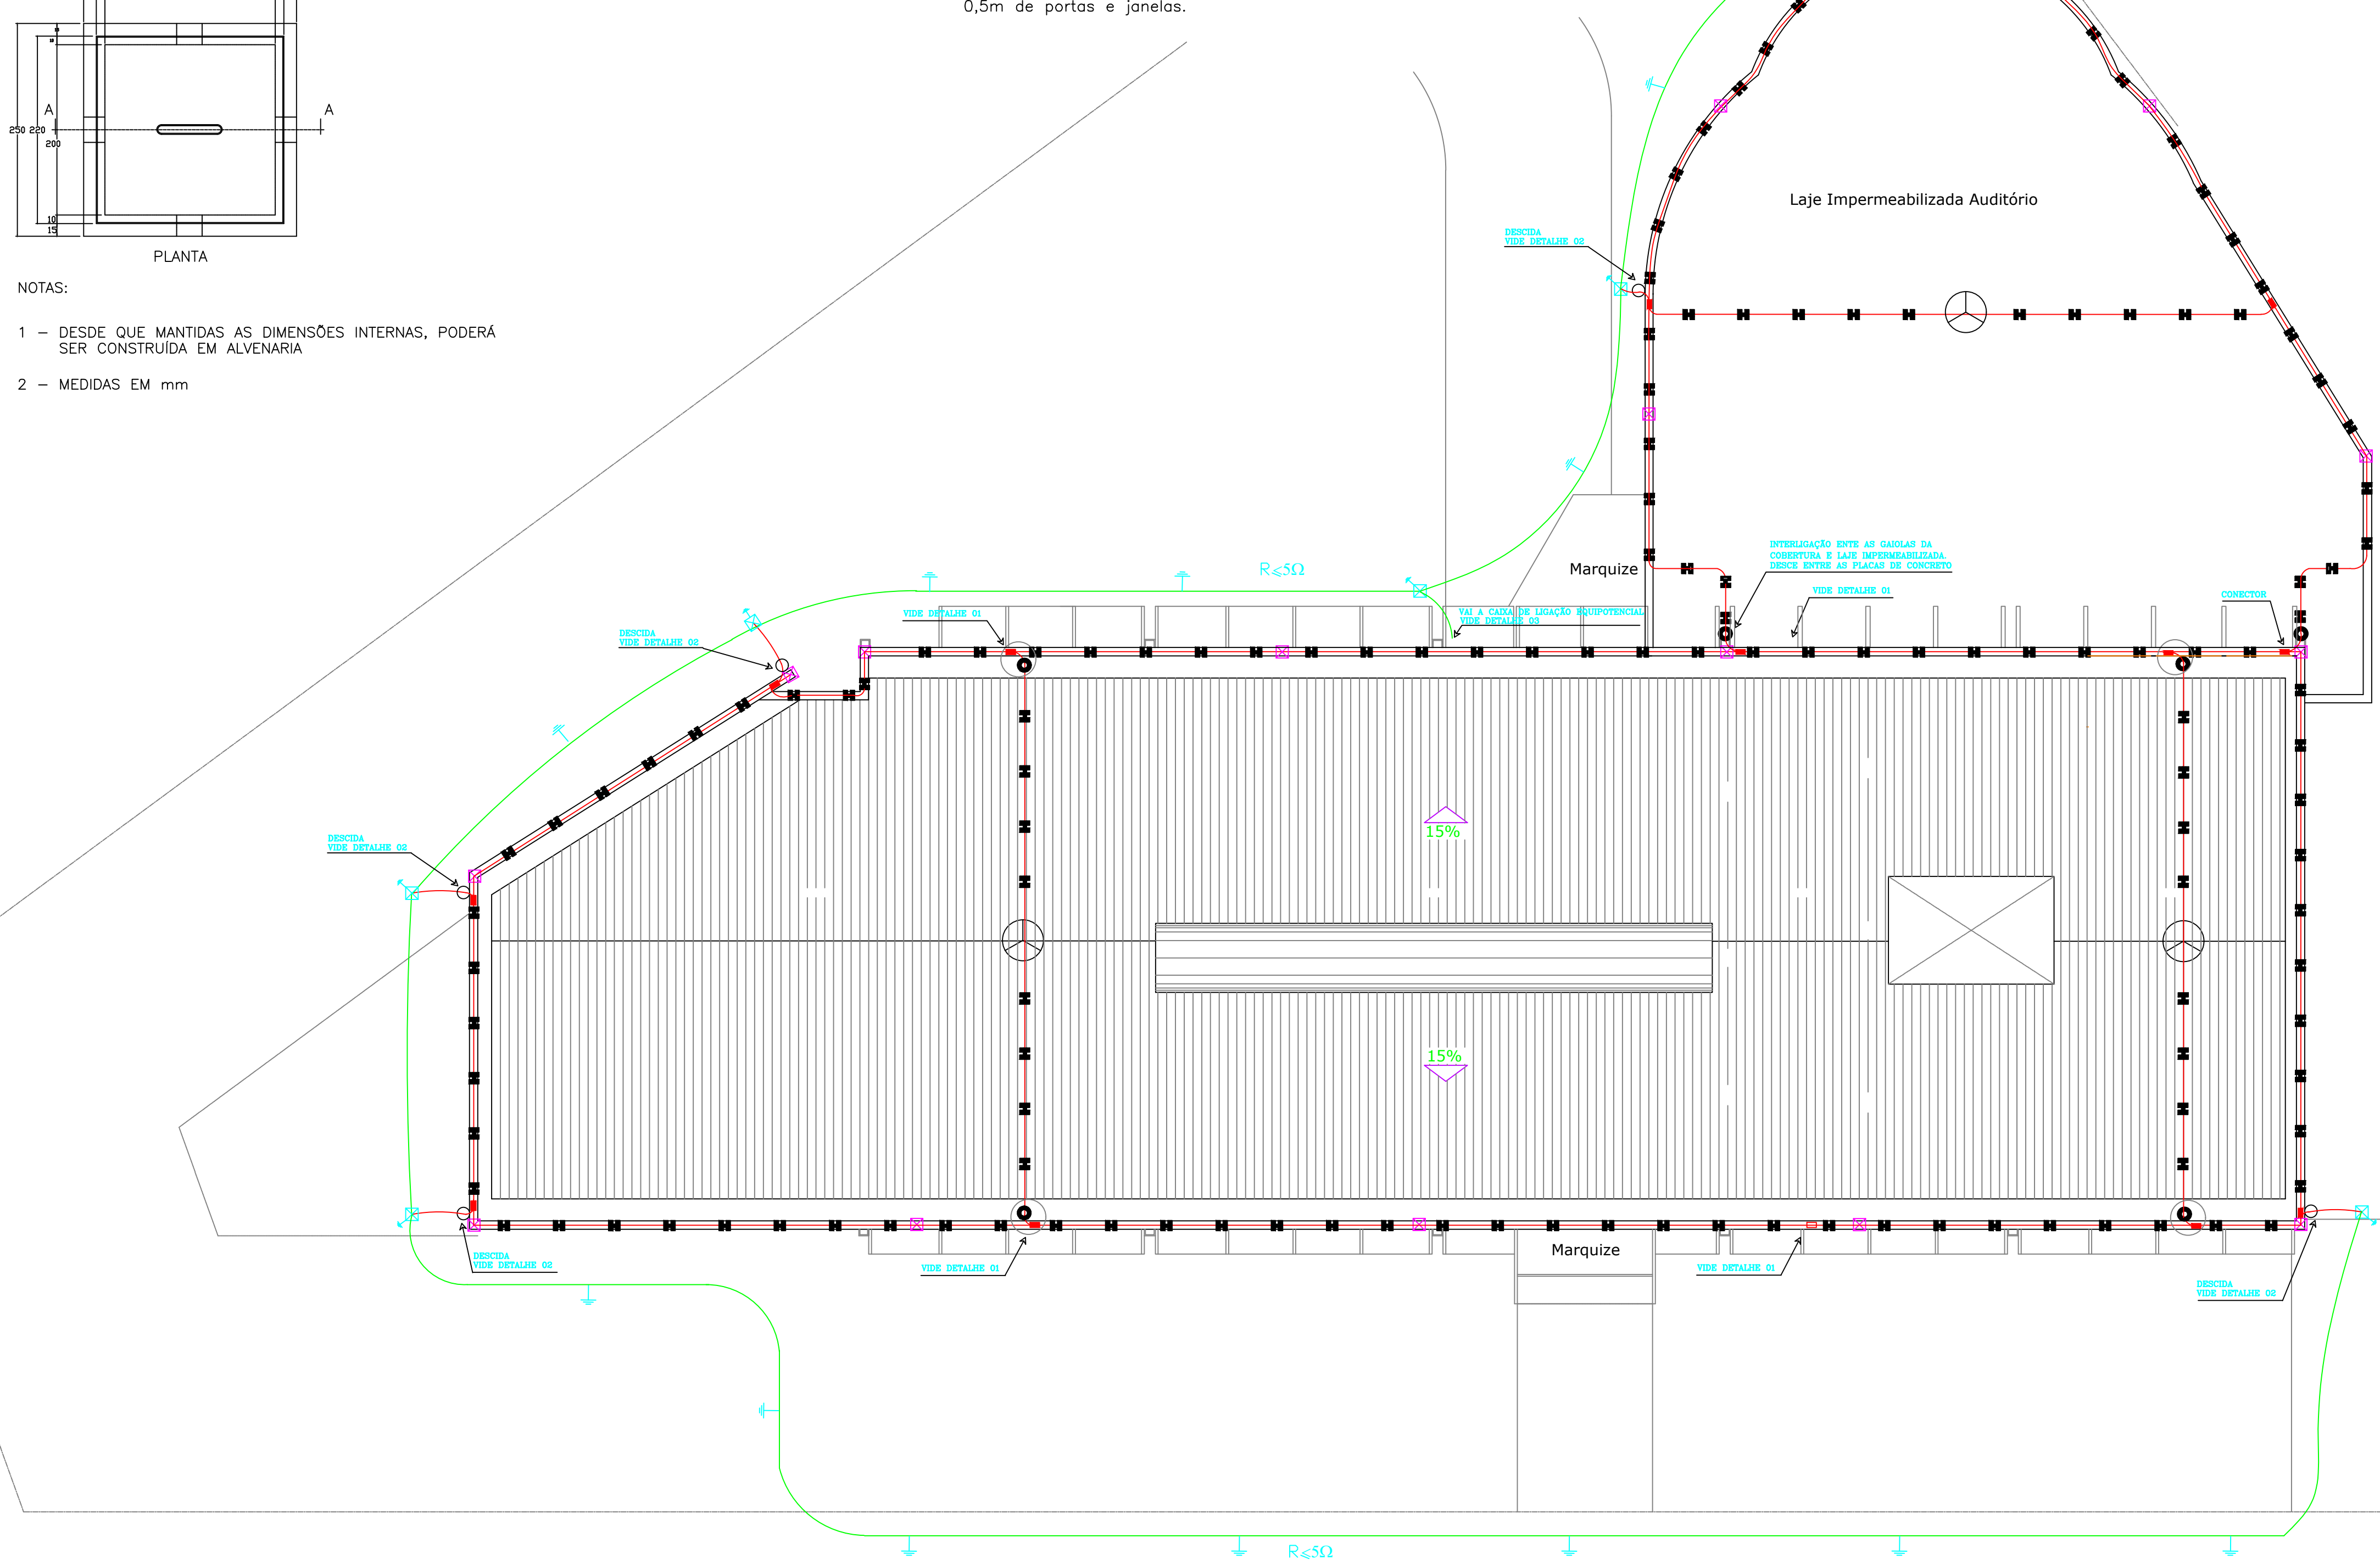 0,5m de portas e janelas.
A A
250 220
200
10
15
PLANTA
NOTAS:
1 – DESDE QUE MANTIDAS AS DIMENSÕES INTERNAS, PODERÁ
SER CONSTRUÍDA EM ALVENARIA
2 – MEDIDAS EM mm
Laje Impermeabilizada Auditório
DESCIDA
VIDE DETALHE 02
INTERLIGAÇÃO ENTE AS GAIOLAS DA
COBERTURA E LAJE IMPERMEABILIZADA.
DESCE ENTRE AS PLACAS DE CONCRETO
Marquize
R⩽5Ω
VIDE DETALHE 01
CONECTOR
VIDE DETALHE 01
VAI A CAIXA DE LIGAÇÃO EQUIPOTENCIAL
VIDE DETALHE 03
DESCIDA
VIDE DETALHE 02
15%
DESCIDA
VIDE DETALHE 02
15%
Marquize
DESCIDA
VIDE DETALHE 02
VIDE DETALHE 01
VIDE DETALHE 01
DESCIDA
VIDE DETALHE 02
R⩽5Ω